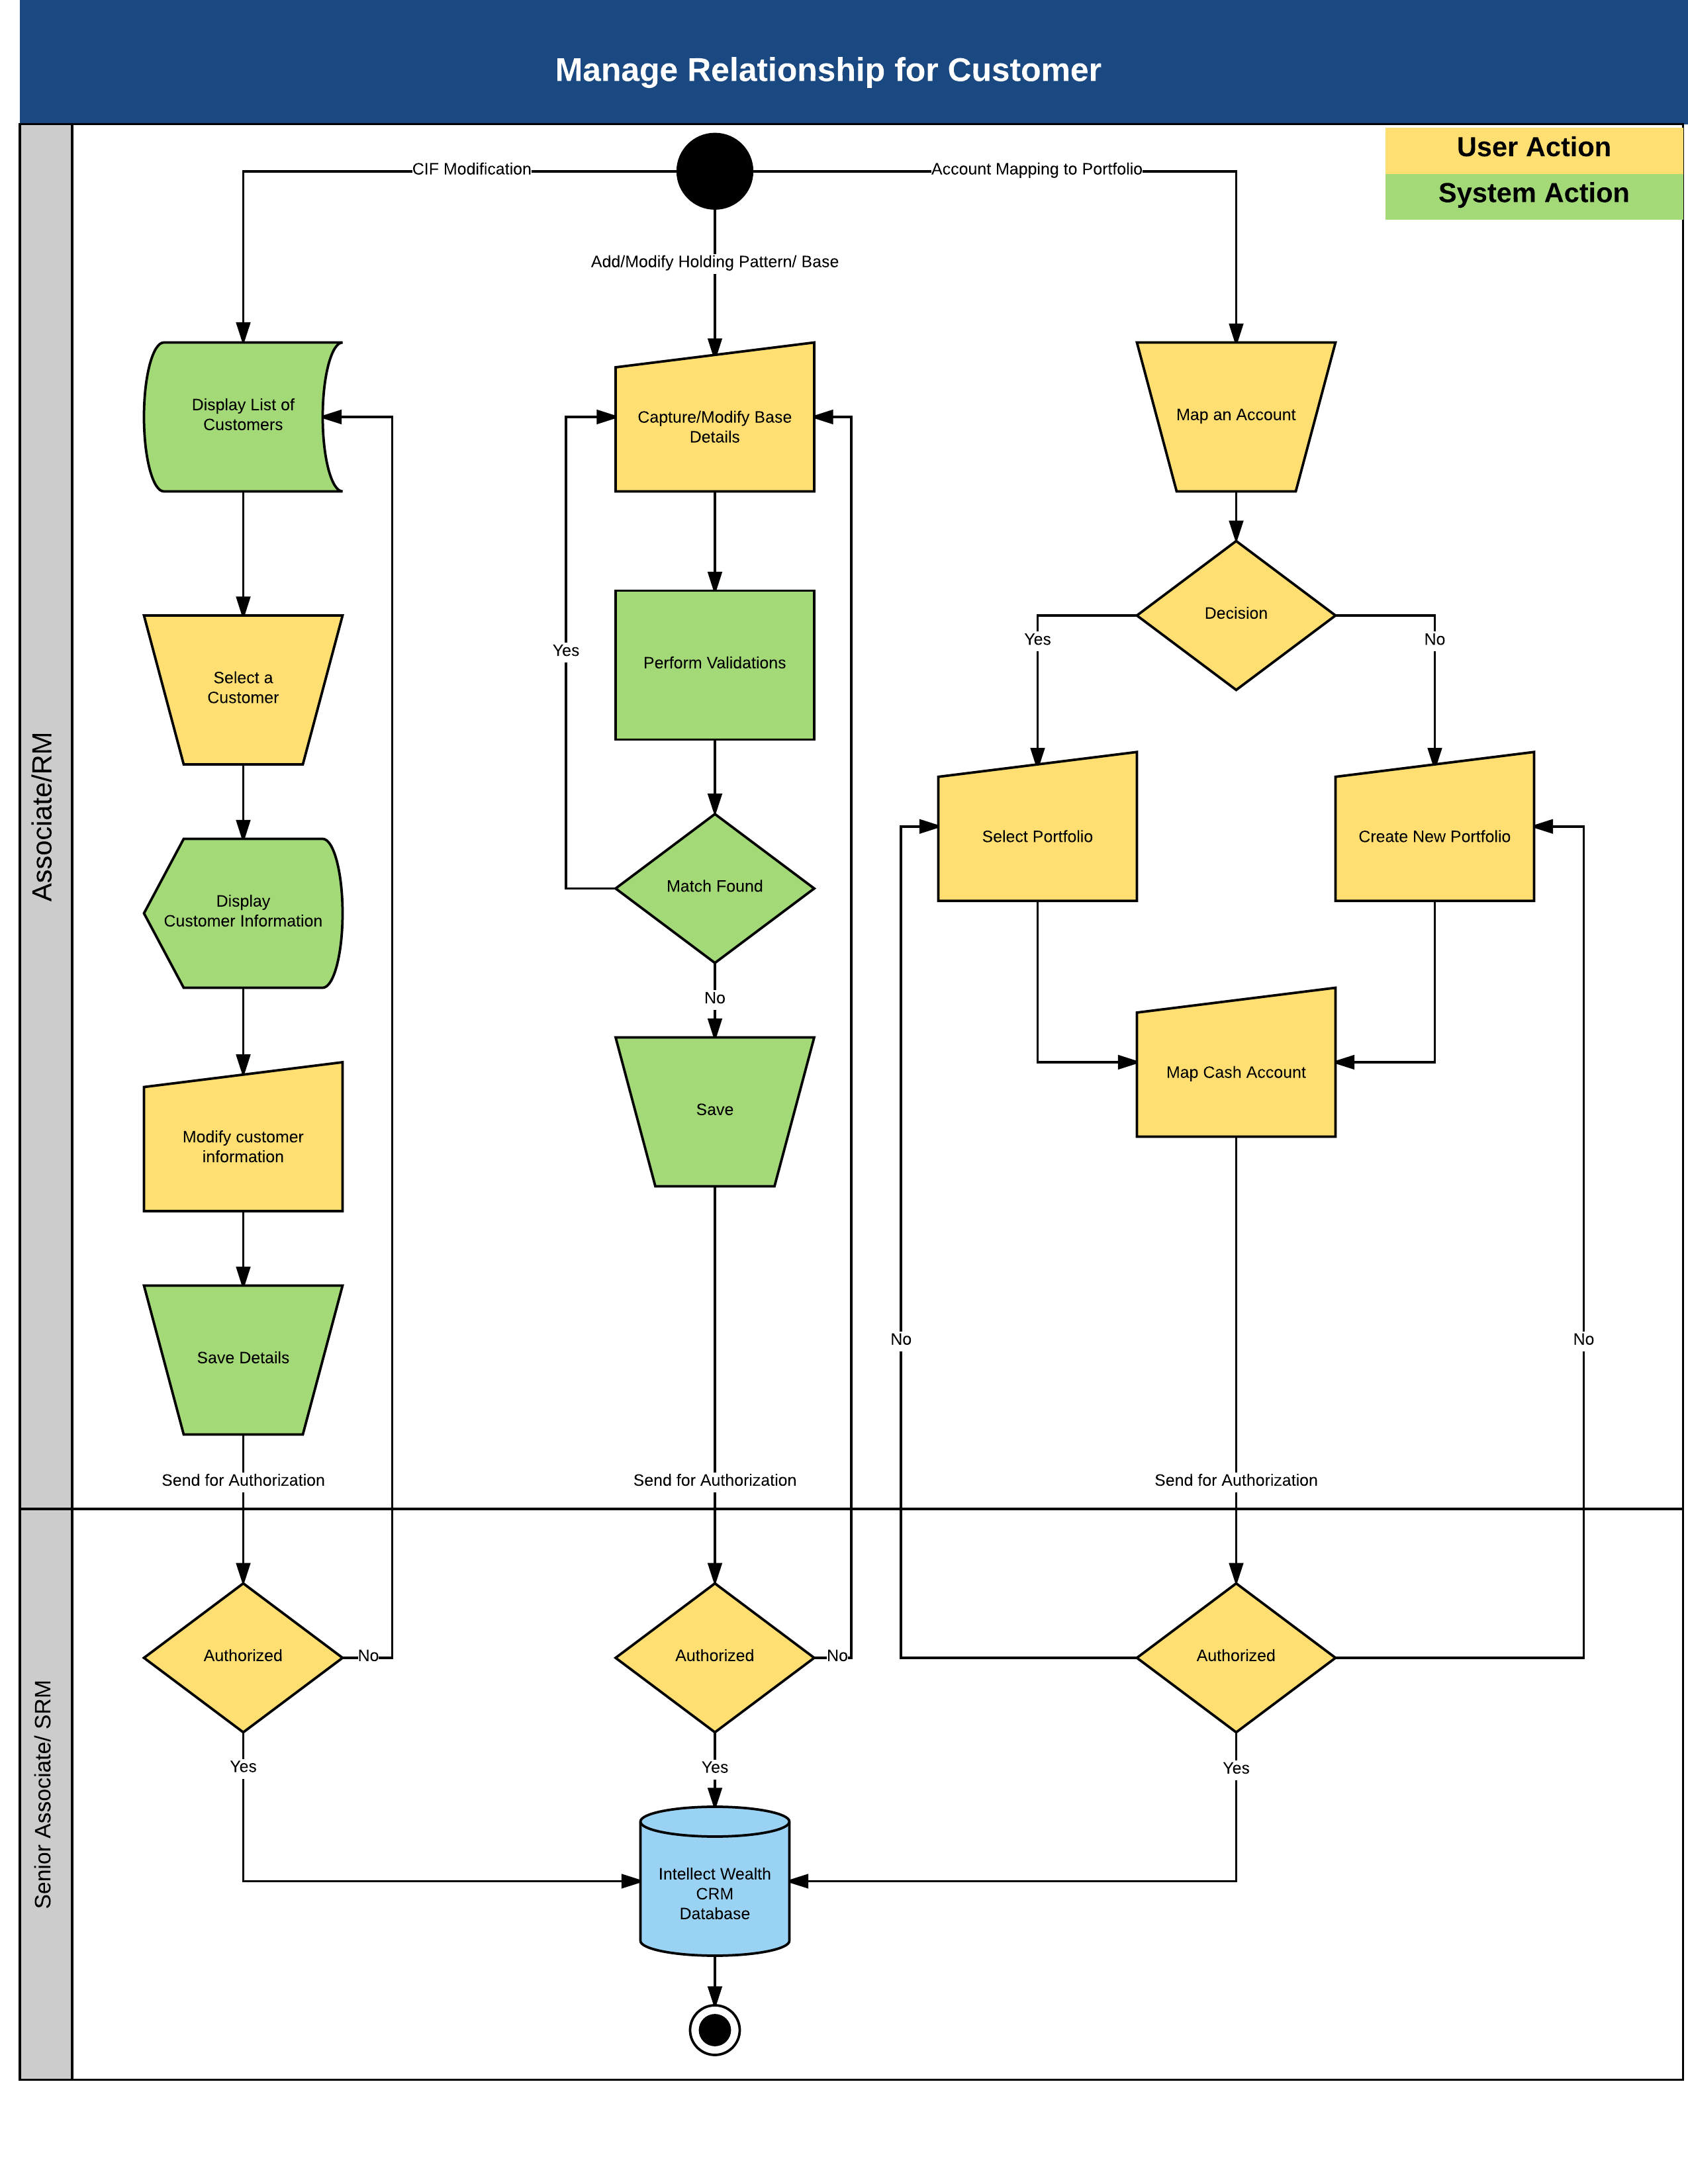 Manage Relationship for Customer
User Action
System Action
CIF Modification
Account Mapping to Portfolio
Add/Modify Holding Pattern/ Base
Associate/RM
Display List of
Customers
Capture/Modify Base
Details
Map an Account
Decision
Yes
No
Select a
Customer
Yes
Perform Validations
Select Portfolio
Create New Portfolio
Display
Customer Information
Match Found
No
Map Cash Account
Modify customer
information
Save
Save Details
No
No
Send for Authorization
Send for Authorization
Send for Authorization
Senior Associate/ SRM
Authorized
No
Authorized
No
Authorized
Yes
Yes
Yes
Intellect Wealth
CRM
Database